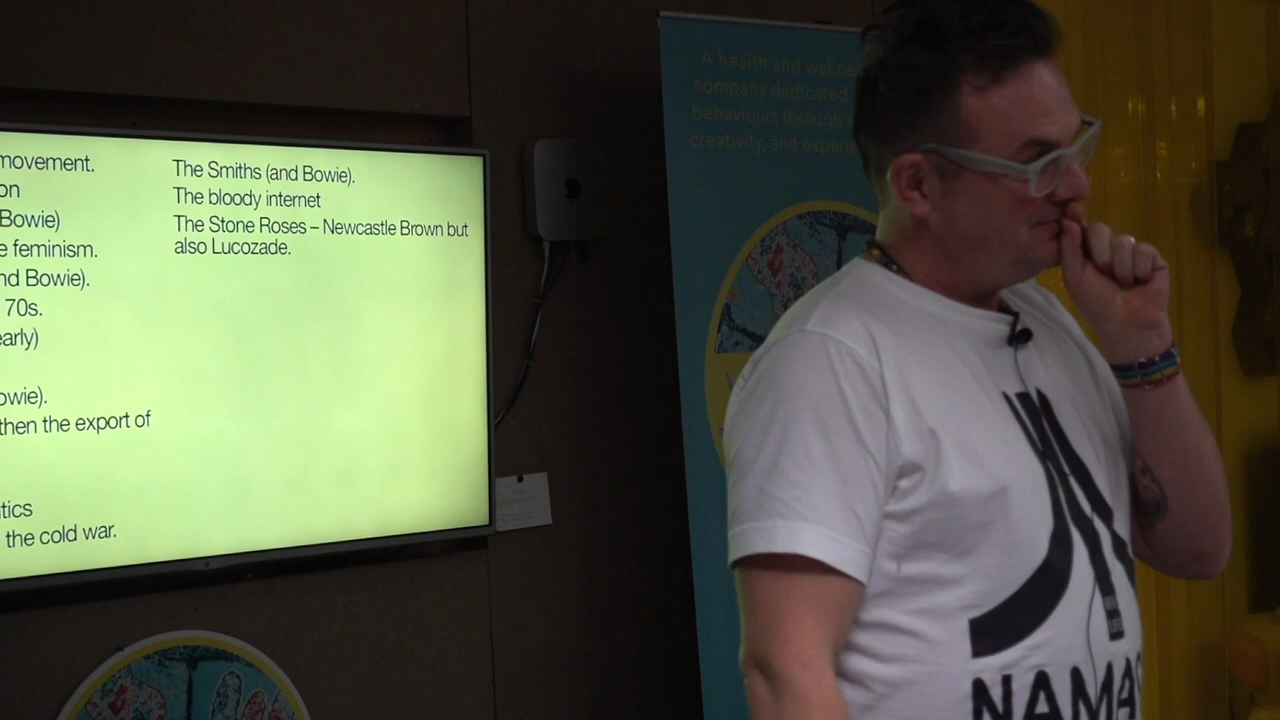 movement.
on
Bowie)
e feminism.
nd Bowie).
70s.
early)
owie).
then the export of
tics
the cold war.
The Smiths (and Bowie).
The bloody internet
The Stone Roses – Newcastle Brown but
also Lucozade.
A health and wellne
company dedicated
behaviours through
creativity, and experie
NAMA